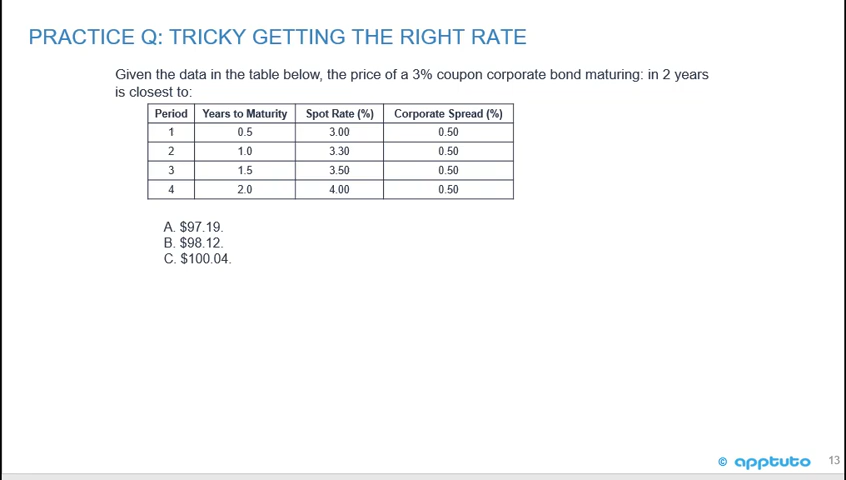 PRACTICE Q: TRICKY GETTING THE RIGHT RATE
Given the data in the table below, the price of a 3% coupon corporate bond maturing: in 2 years
is closest to:
Period Years to Maturity Spot Rate (%) Corporate Spread (%)
1 0.5 3.00 0.50
2 1.0 3.30 0.50
3 1.5 3.50 0.50
4 2.0 4.00 0.50
A. $97.19.
B. $98.12.
C. $100.04.
© apptuto 13